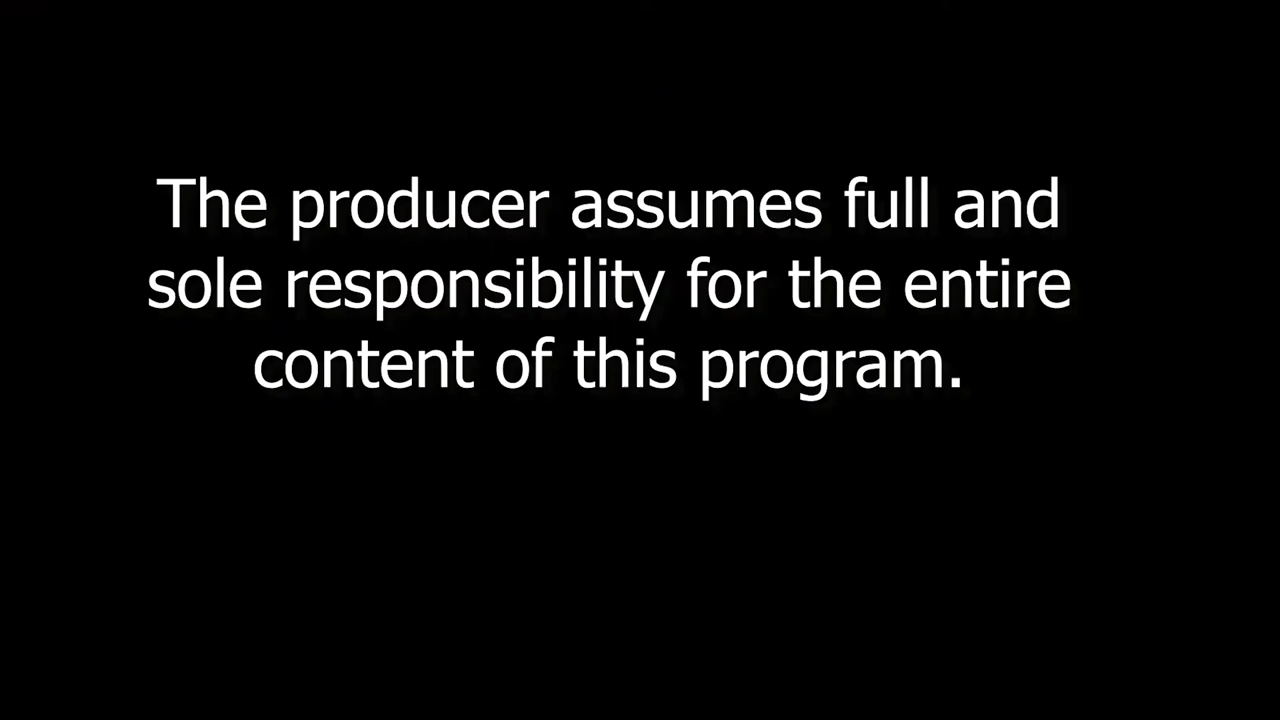 The producer assumes full and
sole responsibility for the entire
content of this program.